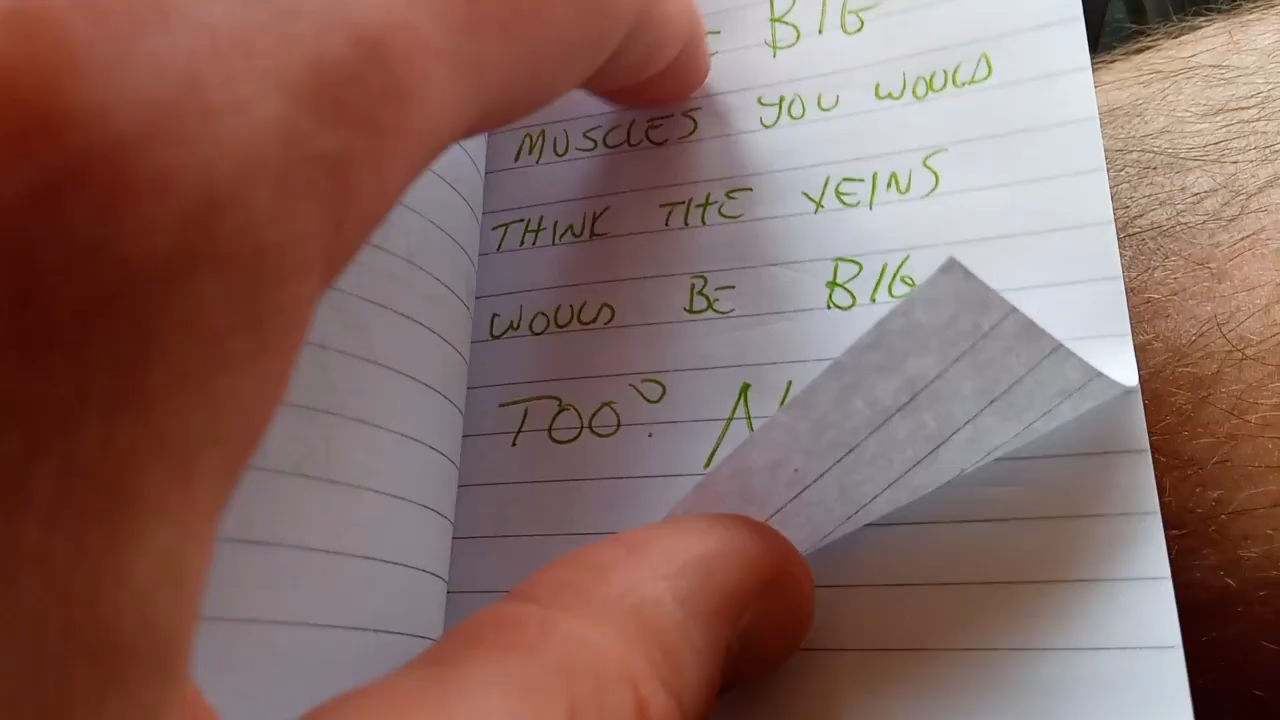 BIG
MUSCLES YOU WOULD
THINK THE VEINS
WOULD BE BIG
TOO?